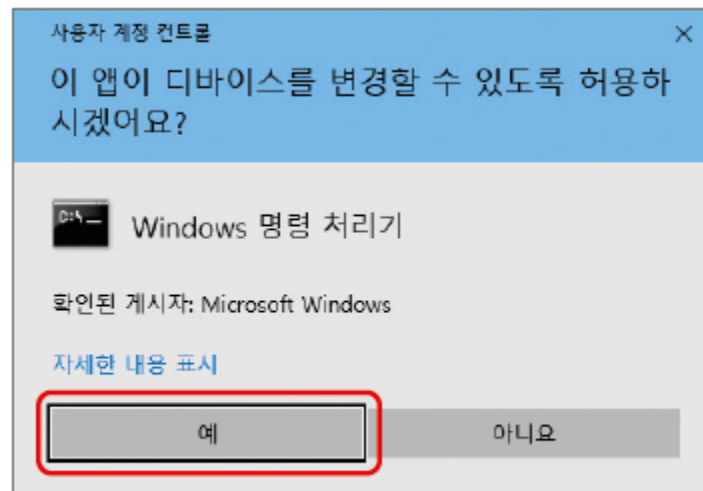 사용자 계정 컨트롤
이 앱이 디바이스를 변경할 수 있도록 허용하
시겠어요?
C:\
Windows 명령 처리기
확인된 게시자: Microsoft Windows
자세한 내용 표시
예
아니요